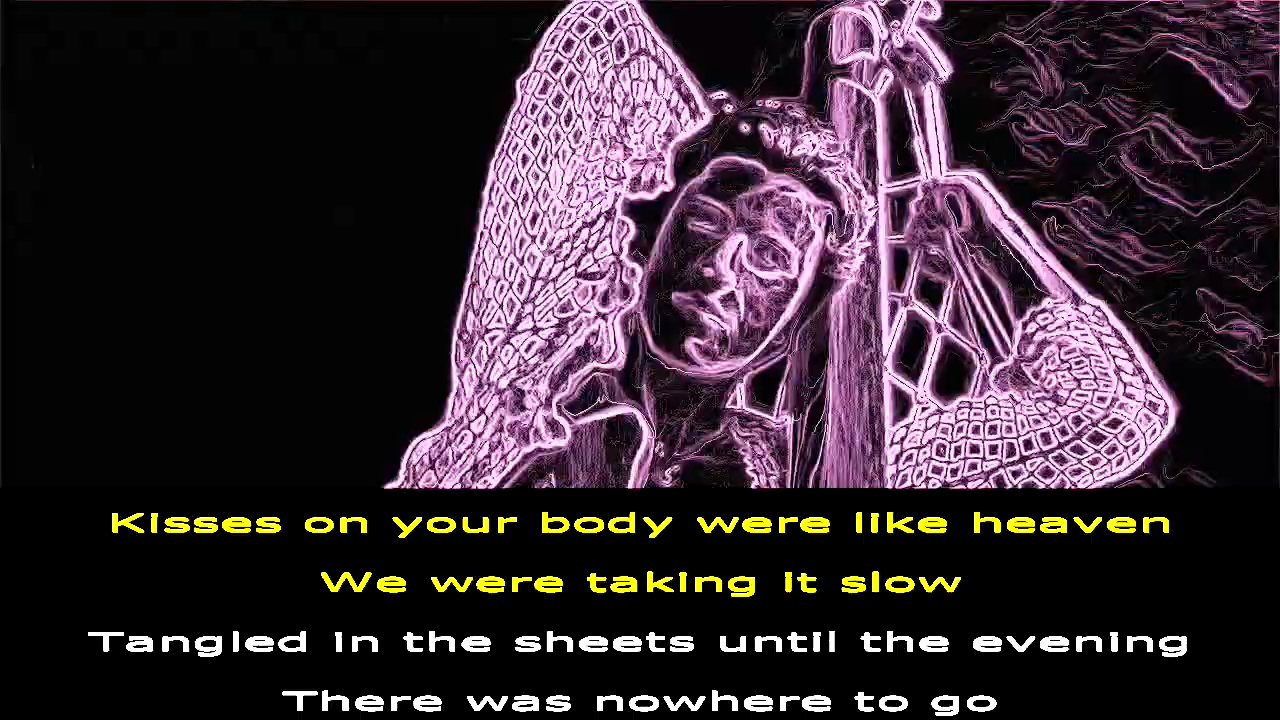 Kisses on your body were like heaven
We were taking it slow
Tangled in the sheets until the evening
There was nowhere to go